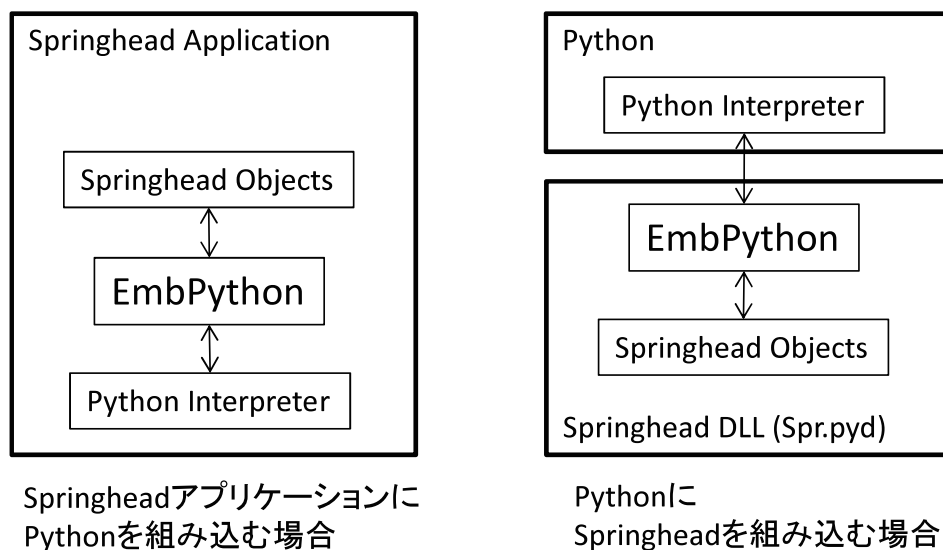 Springhead Application
Springhead Objects
EmbPython
Python Interpreter
Springheadアプリケーションに
Pythonを組み込む場合
Python
Python Interpreter
EmbPython
Springhead Objects
Springhead DLL (Spr.pyd)
Pythonに
Springheadを組み込む場合